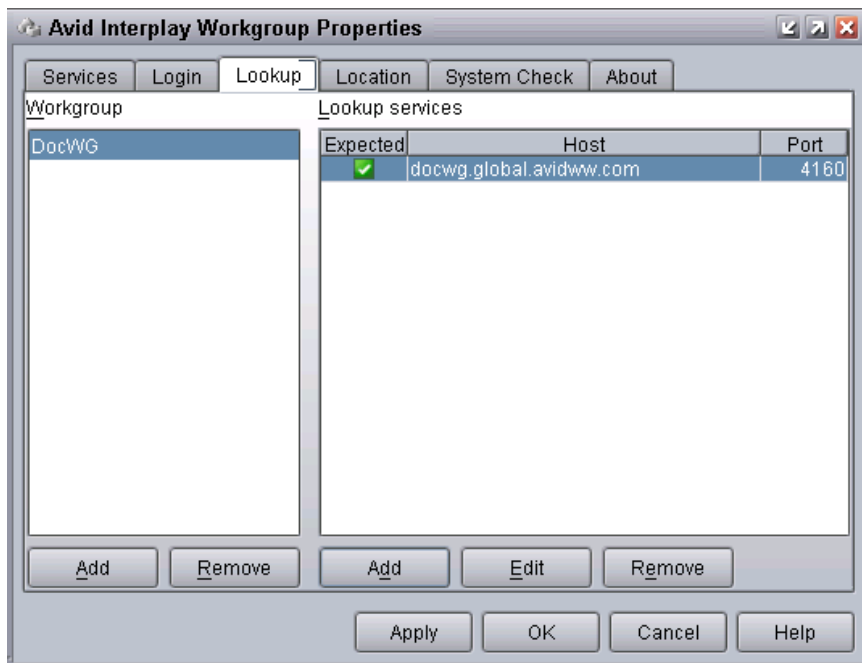 Avid Interplay Workgroup Properties
Services Login Lookup Location System Check About
Workgroup
Lookup services
DocWG
Expected Host Port
docwg.global.avidww.com 4160
Add Remove Add Edit Remove
Apply OK Cancel Help